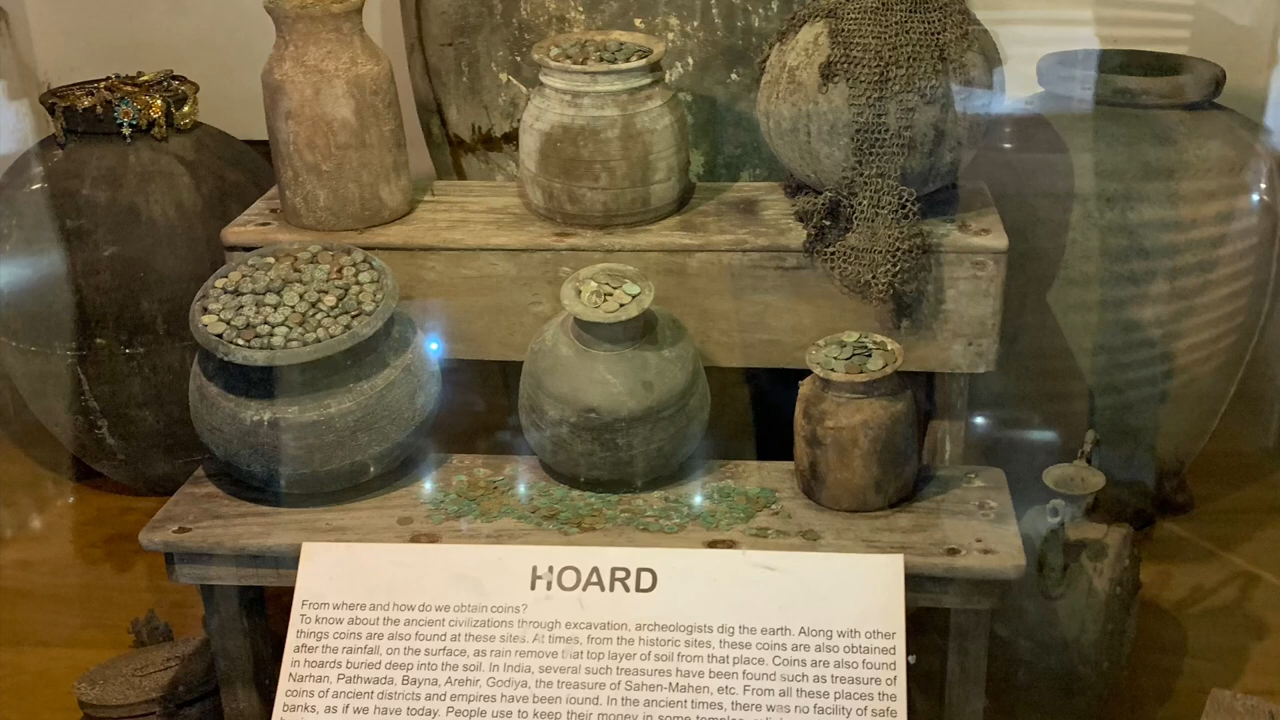 HOARD
From where and how do we obtain coins?
To know about the ancient civilizations through excavation, archeologists dig the earth. Along with other
things coins are also found at these sites. At times, from the historic sites, these coins are also obtained
after the rainfall, on the surface, as rain remove that top layer of soil from that place. Coins are also found
in hoards buried deep into the soil. In India, several such treasures have been found such as treasure of
Narhan, Pathwada, Bayna, Arehir, Godiya, the treasure of Sahen-Mahen, etc. From all these places the
coins of ancient districts and empires have been found. In the ancient times, there was no facility of safe
banks, as if we have today. People use to keep their money in some temples,